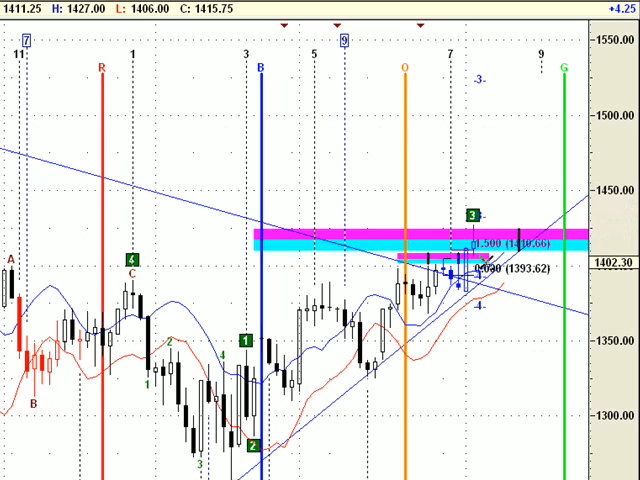 1411.25 H: 1427.00 L: 1406.00 C: 1415.75 +4.25
7 9
11 1 3 5 7 9
R B O G
-3-
1550.00
1500.00
1450.00
3
1.500 (1410.66)
A 4
C
0.000 (1393.62)
1402.30
-4-
1 2 4 1
1350.00
B
2
3
1300.00